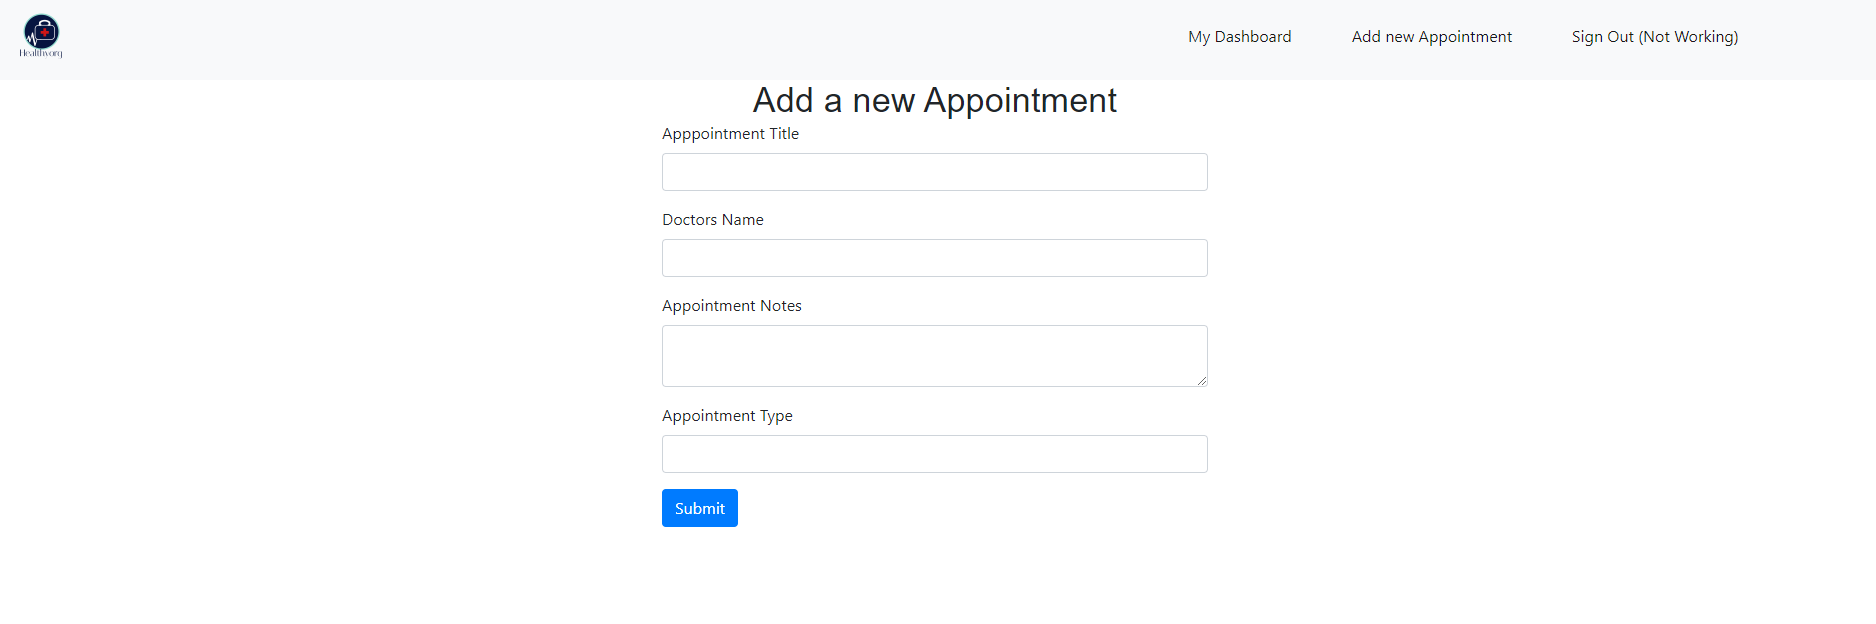 Healthyorg
My Dashboard
Add new Appointment
Sign Out (Not Working)
Add a new Appointment
Apppointment Title
Doctors Name
Appointment Notes
Appointment Type
Submit